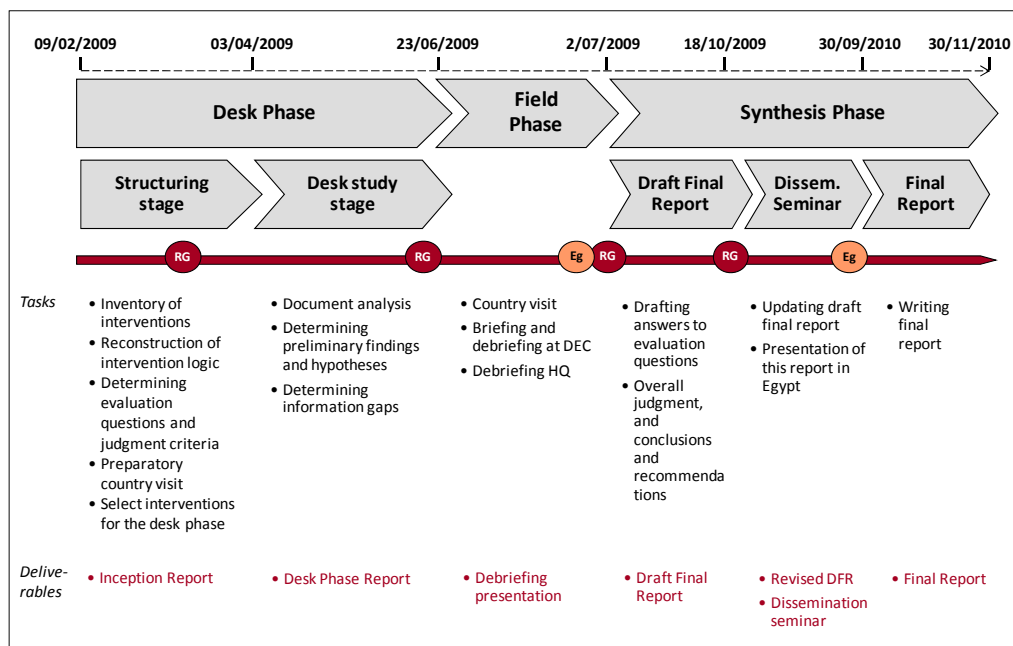 09/02/2009 03/04/2009 23/06/2009 2/07/2009 18/10/2009 30/09/2010 30/11/2010
Desk Phase
Field
Phase
Synthesis Phase
Structuring
stage
Desk study
stage
Draft Final
Report
Dissem.
Seminar
Final
Report
RG RG Eg RG RG Eg
Tasks
• Inventory of
interventions
• Reconstruction of
intervention logic
• Determining
evaluation
questions and
judgment criteria
• Preparatory
country visit
• Select interventions
for the desk phase
• Document analysis
• Determining
preliminary findings
and hypotheses
• Determining
information gaps
• Country visit
• Briefing and
debriefing at DEC
• Debriefing HQ
• Drafting
answers to
evaluation
questions
• Overall
judgment,
and
conclusions
and
recommenda
tions
• Updating draft
final report
• Presentation of
this report in
Egypt
• Writing
final
report
Delive-
rables
• Inception Report
• Desk Phase Report
• Debriefing
presentation
• Draft Final
Report
• Revised DFR
• Dissemination
seminar
• Final Report